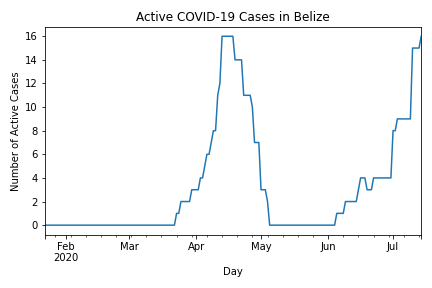 Active COVID-19 Cases in Belize
Number of Active Cases
16
14
12
10
8
6
4
2
0
Feb Mar Apr May Jun Jul
2020
Day